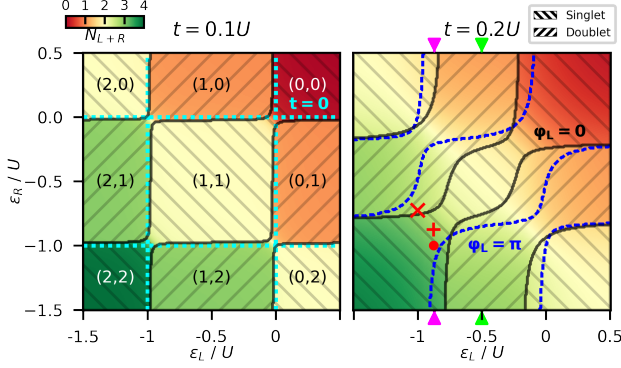 0 1 2 3 4
N_{L+R}
t = 0.1U
t = 0.2U
Singlet
Doublet
0.5
0.0
−0.5
−1.0
−1.5
ε_R / U
(2,0) (1,0) (0,0)
t = 0
(2,1) (1,1) (0,1)
(2,2) (1,2) (0,2)
φ_L = 0
φ_L = π
-1.5 -1 -0.5 0
-1 -0.5 0 0.5
ε_L / U
ε_L / U